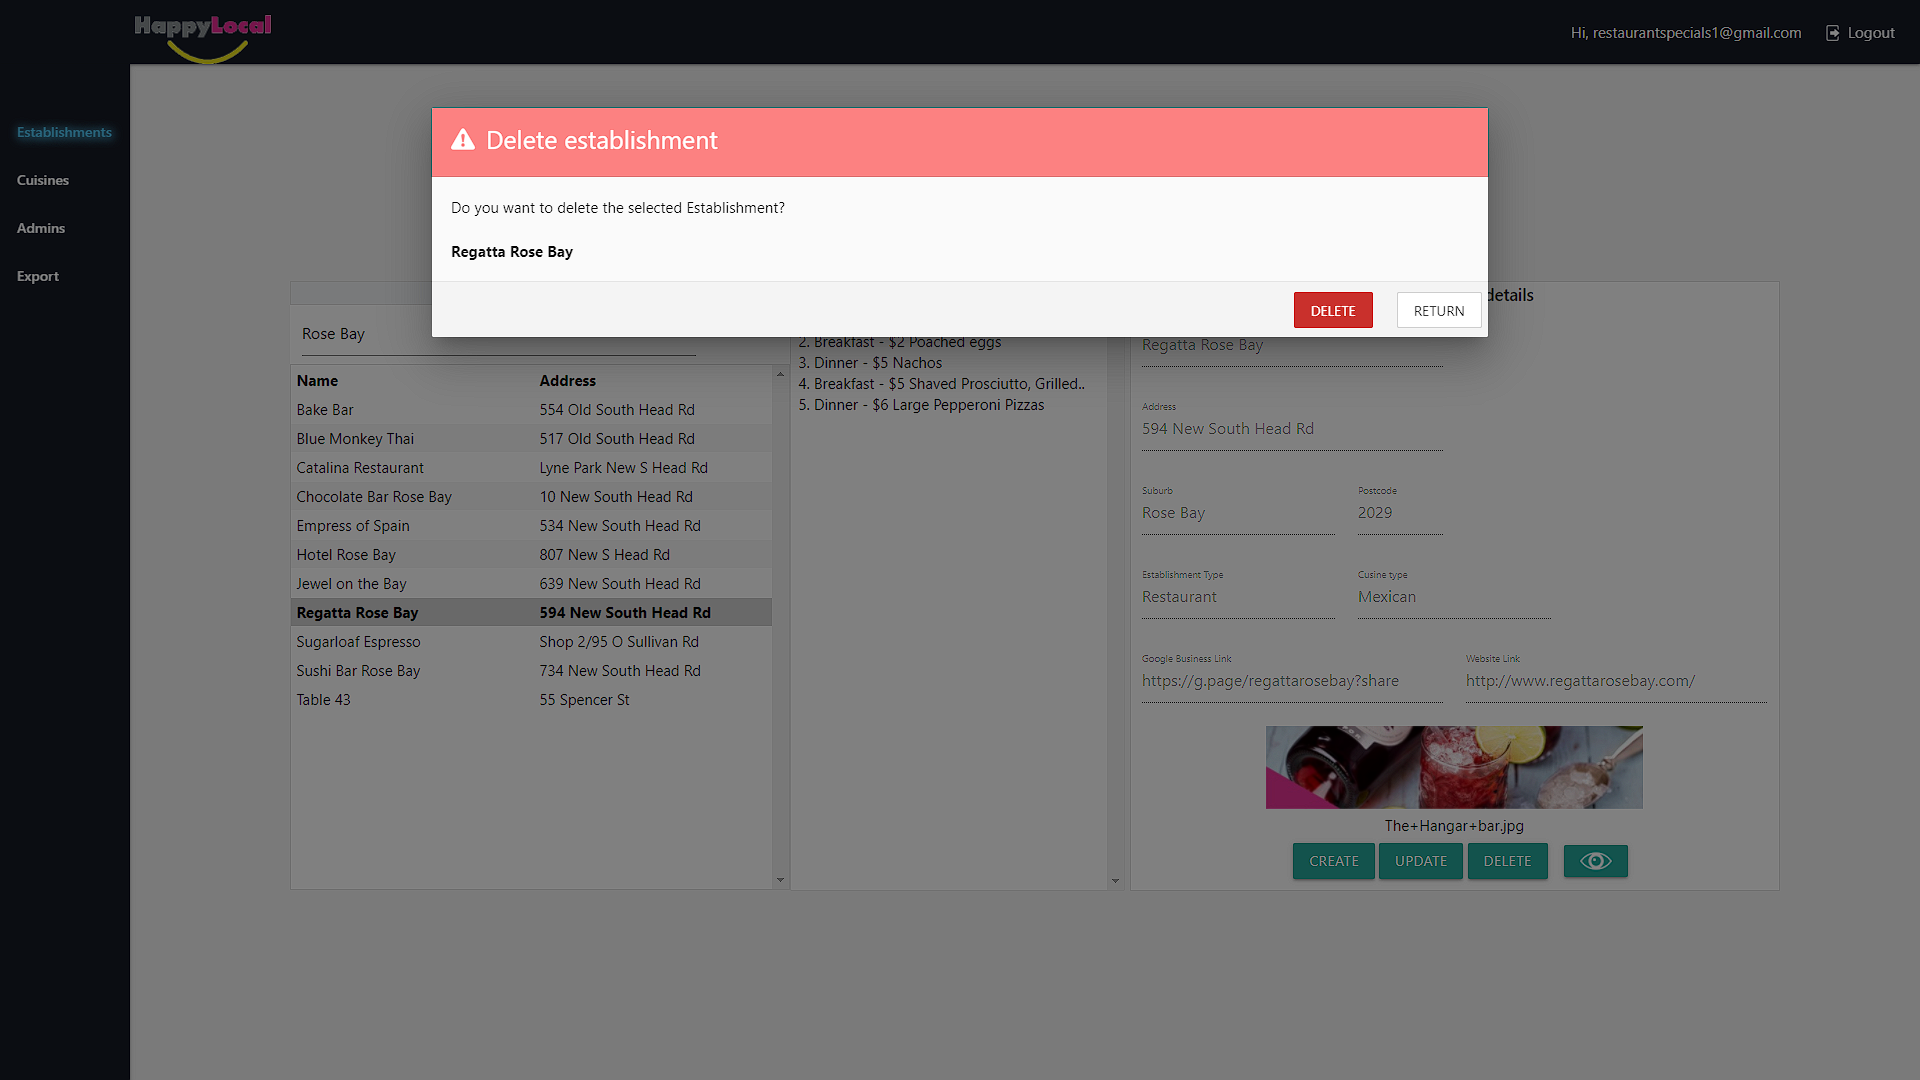 HappyLocal
Hi, restaurantspecials1@gmail.com
Logout
Establishments
Cuisines
Admins
Export
Delete establishment
Do you want to delete the selected Establishment?
Regatta Rose Bay
DELETE
RETURN
details
Rose Bay
Name Address
Bake Bar 554 Old South Head Rd
Blue Monkey Thai 517 Old South Head Rd
Catalina Restaurant Lyne Park New S Head Rd
Chocolate Bar Rose Bay 10 New South Head Rd
Empress of Spain 534 New South Head Rd
Hotel Rose Bay 807 New S Head Rd
Jewel on the Bay 639 New South Head Rd
Regatta Rose Bay 594 New South Head Rd
Sugarloaf Espresso Shop 2/95 O Sullivan Rd
Sushi Bar Rose Bay 734 New South Head Rd
Table 43 55 Spencer St
2. Breakfast - $2 Poached eggs
3. Dinner - $5 Nachos
4. Breakfast - $5 Shaved Prosciutto, Grilled..
5. Dinner - $6 Large Pepperoni Pizzas
Regatta Rose Bay
Address
594 New South Head Rd
Suburb Postcode
Rose Bay 2029
Establishment Type Cusine type
Restaurant Mexican
Google Business Link Website Link
https://g.page/regattarosebay?share http://www.regattarosebay.com/
The+Hangar+bar.jpg
CREATE UPDATE DELETE